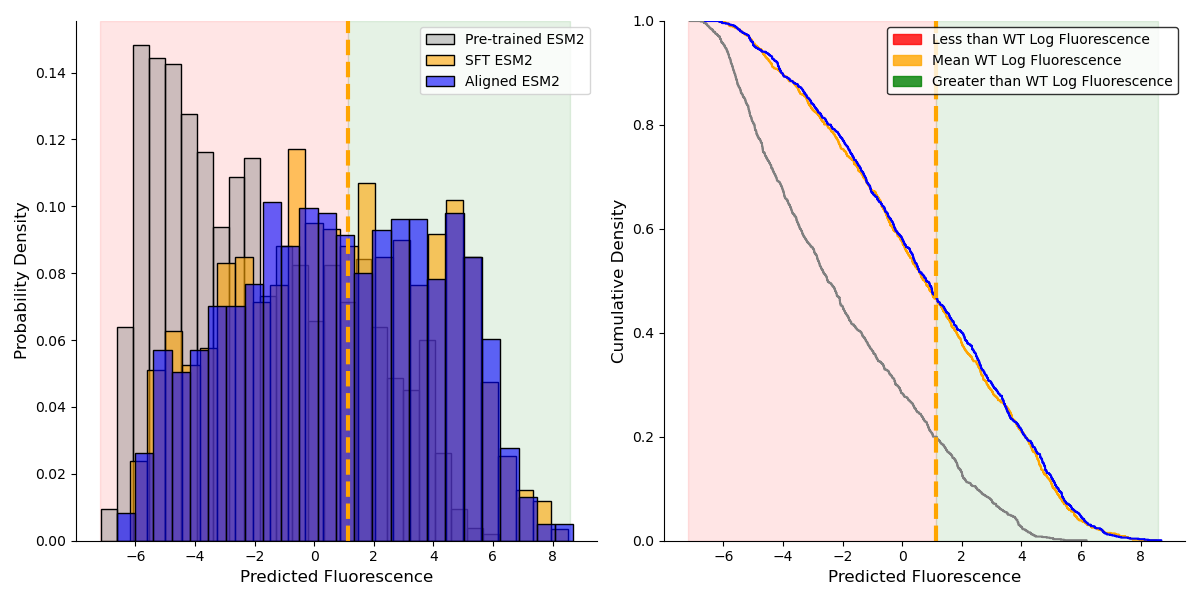 Pre-trained ESM2
SFT ESM2
Aligned ESM2
Probability Density
0.14
0.12
0.10
0.08
0.06
0.04
0.02
0.00
−6 −4 −2 0 2 4 6 8
Predicted Fluorescence
Less than WT Log Fluorescence
Mean WT Log Fluorescence
Greater than WT Log Fluorescence
Cumulative Density
1.0
0.8
0.6
0.4
0.2
0.0
−6 −4 −2 0 2 4 6 8
Predicted Fluorescence